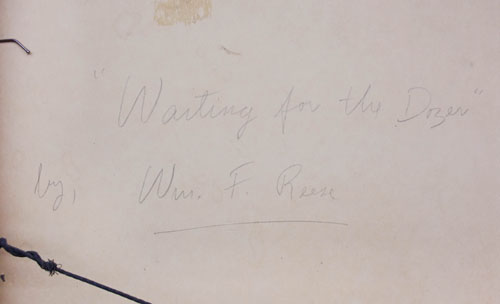 "Waiting for the Dozer"
by, Wm. F. Reese